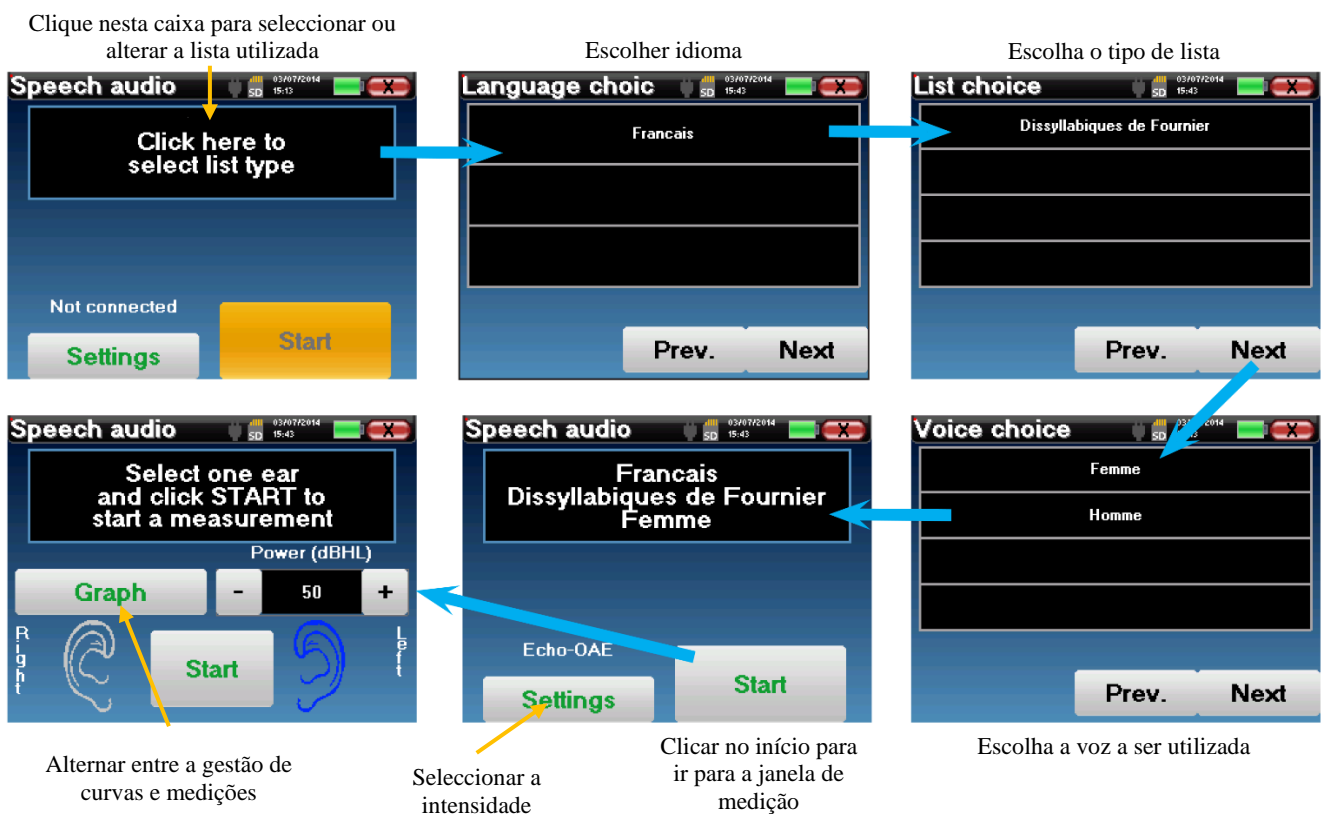 Clique nesta caixa para seleccionar ou
alterar a lista utilizada
Speech audio
SD
03/07/2014
15:13
X
Click here to
select list type
Not connected
Settings
Start
Escolher idioma
Language choic
SD
03/07/2014
15:43
X
Francais
Prev.
Next
Escolha o tipo de lista
List choice
SD
03/07/2014
15:43
X
Dissyllabiques de Fournier
Prev.
Next
Speech audio
SD
03/07/2014
15:43
X
Select one ear
and click START to
start a measurement
Power (dBHL)
Graph
-
50
+
Right
Start
Left
Alternar entre a gestão de
curvas e medições
Speech audio
SD
03/07/2014
15:43
X
Francais
Dissyllabiques de Fournier
Femme
Echo-OAE
Settings
Start
Seleccionar a
intensidade
Clicar no início para
ir para a janela de
medição
Voice choice
SD
X
Femme
Homme
Prev.
Next
Escolha a voz a ser utilizada